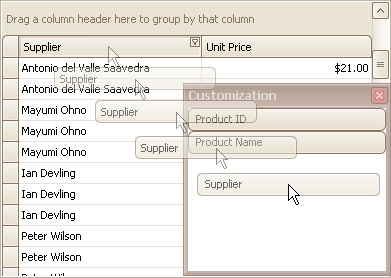 Drag a column header here to group by that column
Supplier Unit Price
Antonio del Valle Saavedra $21.00
Supplier
Antonio del Valle Saavedra
Customization
Mayumi Ohno
Supplier
Product ID
Mayumi Ohno
Product Name
Supplier
Mayumi Ohno
Ian Devling
Supplier
Ian Devling
Ian Devling
Peter Wilson
Peter Wilson